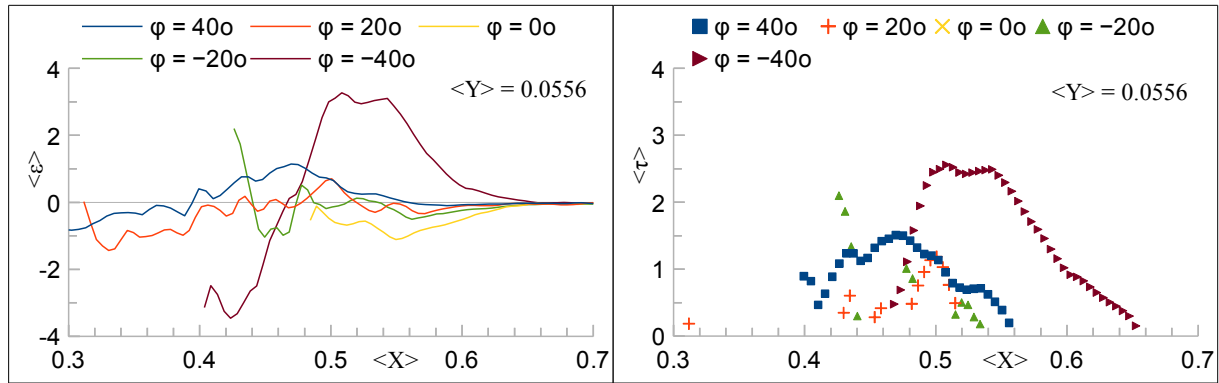 φ = 40o φ = 20o φ = 0o
φ = −20o φ = −40o
4
2
0
-2
-4
<ε>
<Y> = 0.0556
0.3 0.4 0.5 0.6 0.7
<X>
φ = 40o φ = 20o φ = 0o φ = −20o
φ = −40o
4
3
2
1
0
<τ>
<Y> = 0.0556
0.3 0.4 0.5 0.6 0.7
<X>